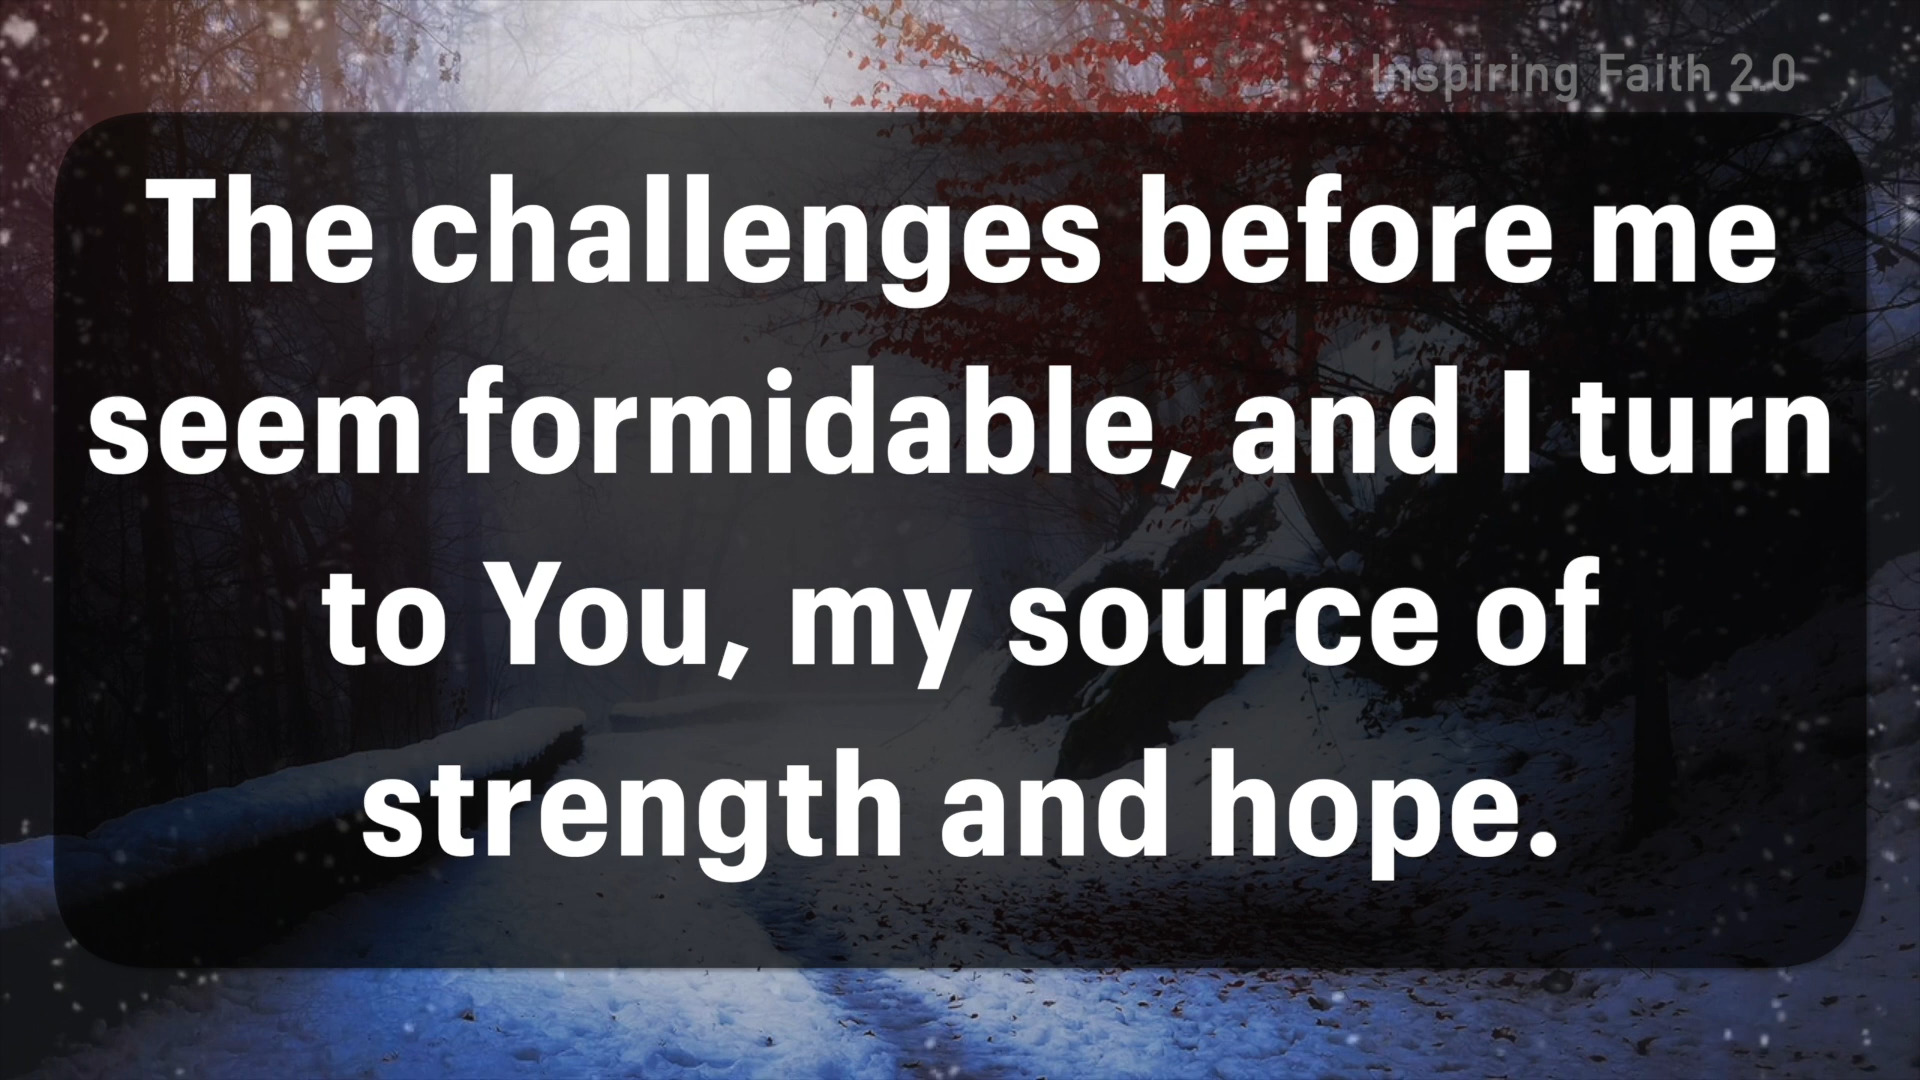 Inspiring Faith 2.0
The challenges before me
seem formidable, and I turn
to You, my source of
strength and hope.